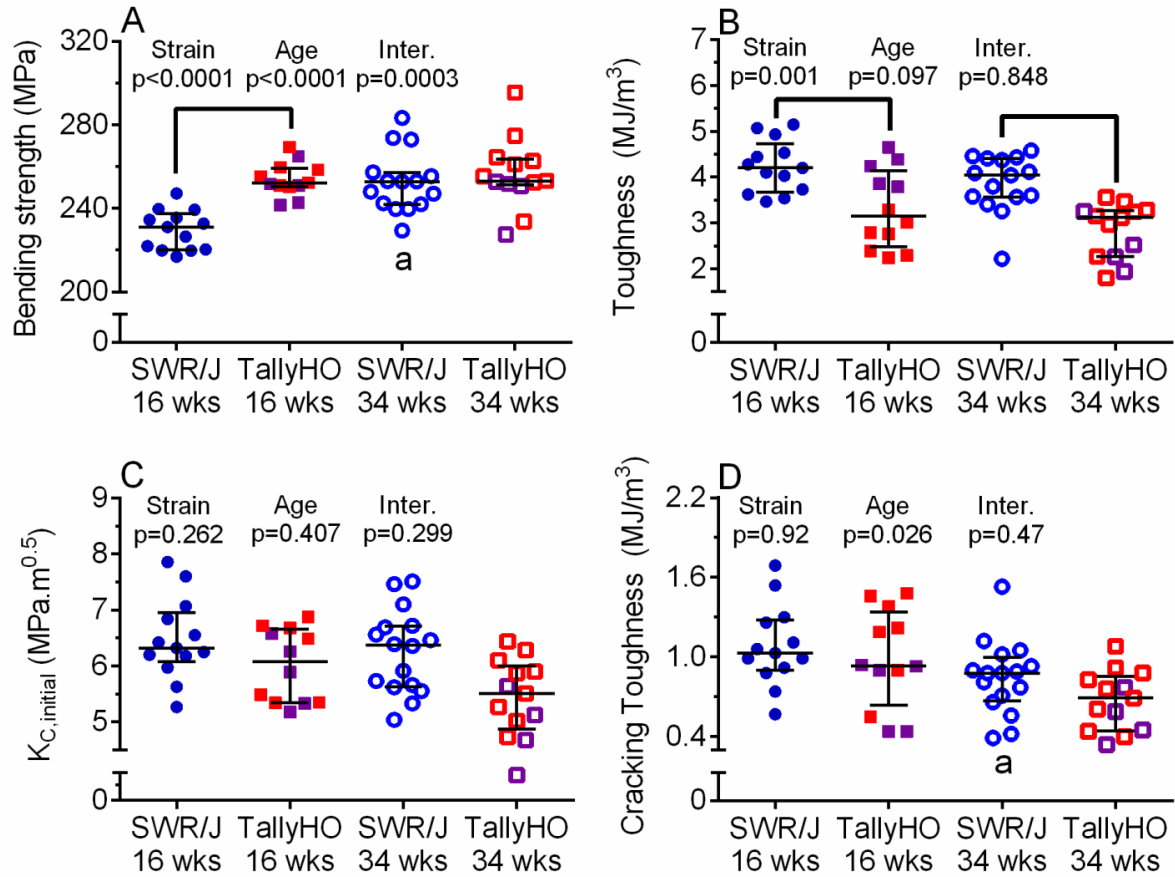 A
Bending strength (MPa)
320
280
240
200
0
Strain
p<0.0001
Age
p<0.0001
Inter.
p=0.0003
a
SWR/J
16 wks
TallyHO
16 wks
SWR/J
34 wks
TallyHO
34 wks
B
Toughness (MJ/m³)
7
6
5
4
3
2
0
Strain
p=0.001
Age
p=0.097
Inter.
p=0.848
SWR/J
16 wks
TallyHO
16 wks
SWR/J
34 wks
TallyHO
34 wks
C
K_C,initial (MPa.m^0.5)
9
8
7
6
5
0
Strain
p=0.262
Age
p=0.407
Inter.
p=0.299
SWR/J
16 wks
TallyHO
16 wks
SWR/J
34 wks
TallyHO
34 wks
D
Cracking Toughness (MJ/m³)
2.2
1.6
1.0
0.4
0
Strain
p=0.92
Age
p=0.026
Inter.
p=0.47
a
SWR/J
16 wks
TallyHO
16 wks
SWR/J
34 wks
TallyHO
34 wks